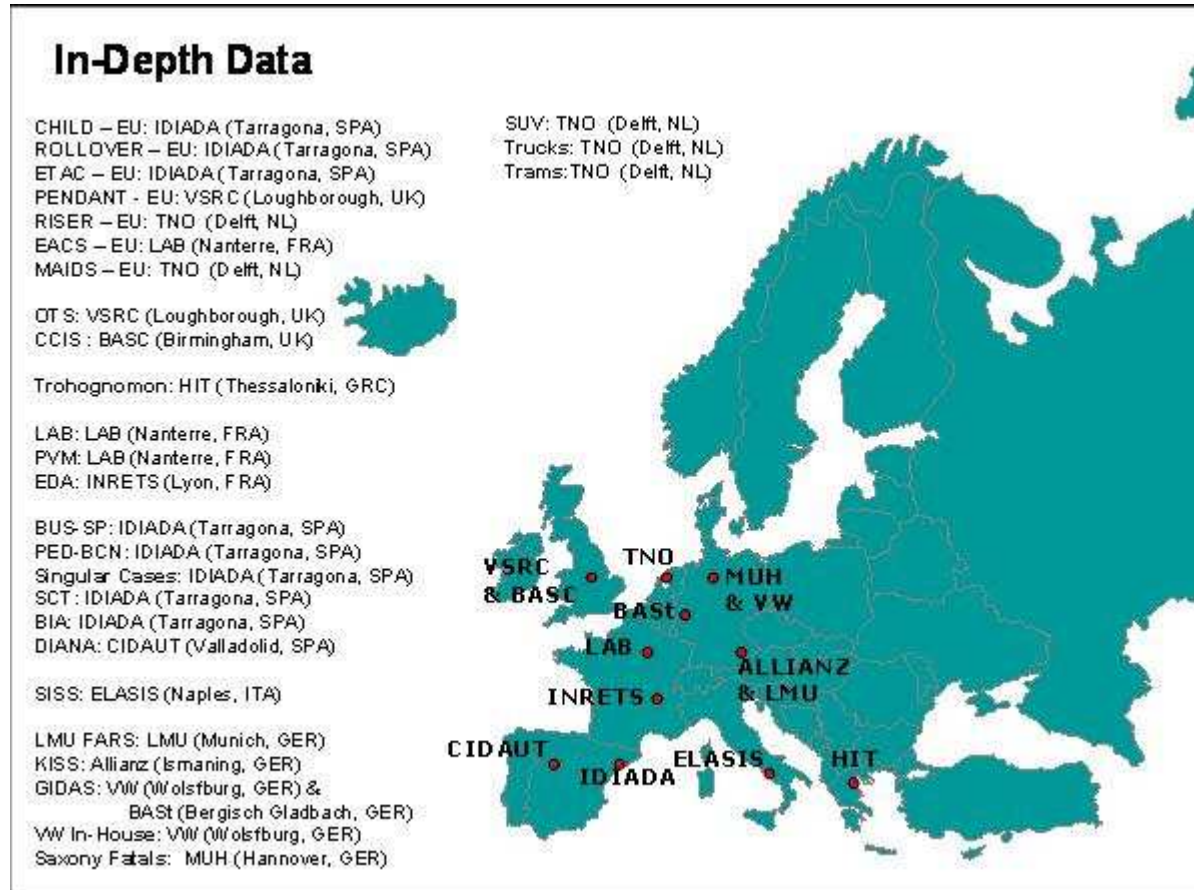 In-Depth Data
CHILD – EU: IDIADA (Tarragona, SPA)
ROLLOVER – EU: IDIADA (Tarragona, SPA)
ETAC – EU: IDIADA (Tarragona, SPA)
PENDANT - EU: VSRC (Loughborough, UK)
RISER – EU: TNO (Delft, NL)
EACS – EU: LAB (Nanterre, FRA)
MAIDS – EU: TNO (Delft, NL)
OTS: VSRC (Loughborough, UK)
CCIS : BASC (Birmingham, UK)
Trohognomon: HIT (Thessaloniki, GRC)
LAB: LAB (Nanterre, FRA)
PVM: LAB (Nanterre, FRA)
EDA: INRETS (Lyon, FRA)
BUS-SP: IDIADA (Tarragona, SPA)
PED-BCN: IDIADA (Tarragona, SPA)
Singular Cases: IDIADA (Tarragona, SPA)
SCT: IDIADA (Tarragona, SPA)
BIA: IDIADA (Tarragona, SPA)
DIANA: CIDAUT (Valladolid, SPA)
SISS: ELASIS (Naples, ITA)
LMU FARS: LMU (Munich, GER)
KISS: Allianz (Ismaning, GER)
GIDAS: VW (Wolsfburg, GER) &
BASt (Bergisch Gladbach, GER)
VW In-House: VW (Wolsfburg, GER)
Saxony Fatals: MUH (Hannover, GER)
SUV: TNO (Delft, NL)
Trucks: TNO (Delft, NL)
Trams:TNO (Delft, NL)
VSRC
& BASC
TNO
MUH
& VW
BASt
LAB
ALLIANZ
& LMU
INRETS
CIDAUT
IDIADA
ELASIS
HIT